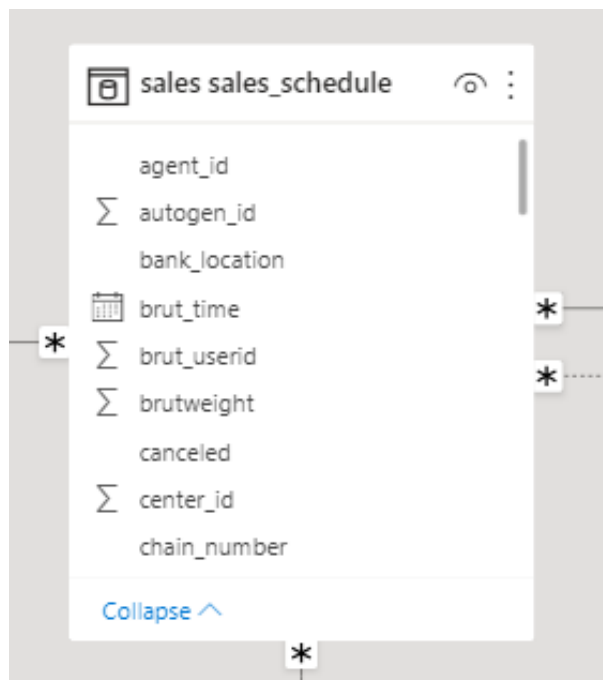 sales sales_schedule
agent_id
autogen_id
bank_location
brut_time
brut_userid
brutweight
canceled
center_id
chain_number
Collapse